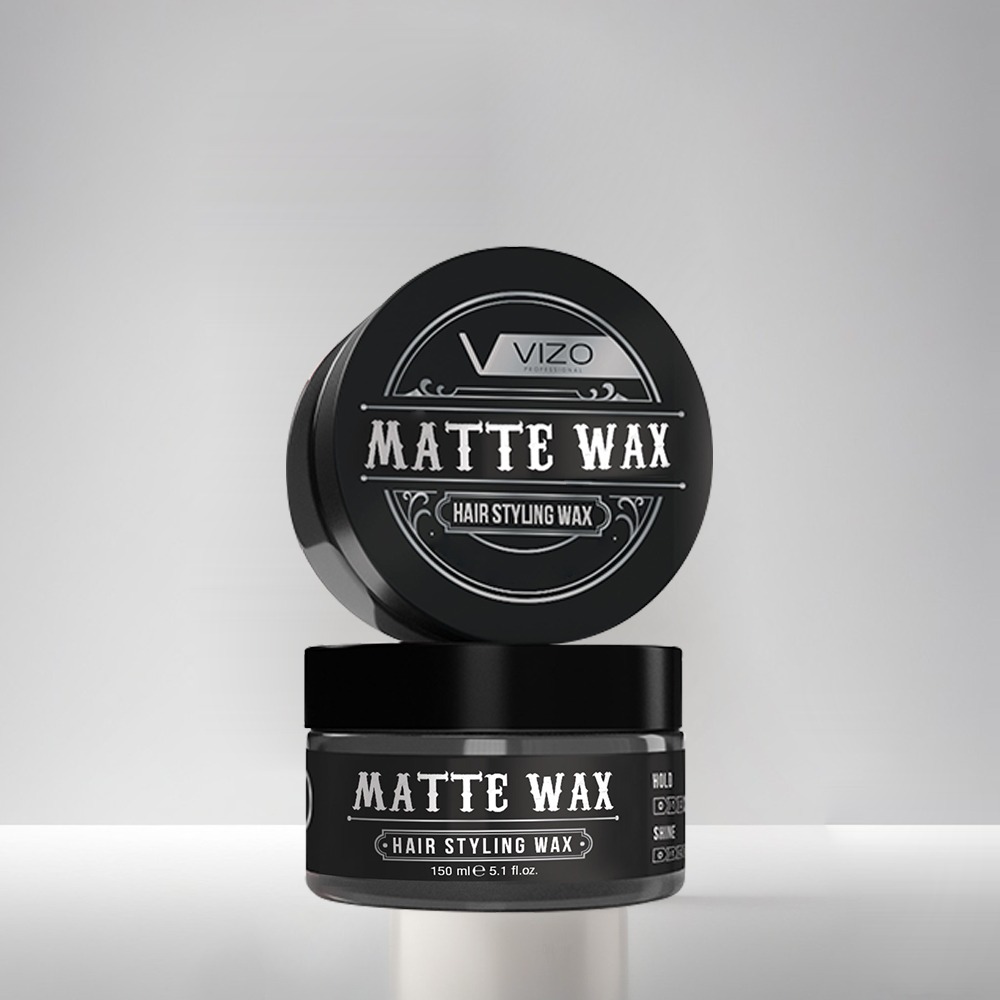 VIZO
PROFESSIONAL
MATTE WAX
HAIR STYLING WAX
MATTE WAX
HAIR STYLING WAX
150 ml ℮ 5.1 fl.oz.
HOLD
SHINE